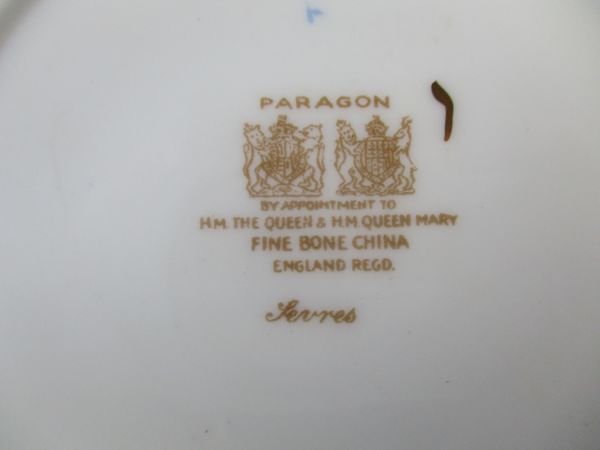 PARAGON
BY APPOINTMENT TO
H.M. THE QUEEN & H.M. QUEEN MARY
FINE BONE CHINA
ENGLAND REGD.
Sevres